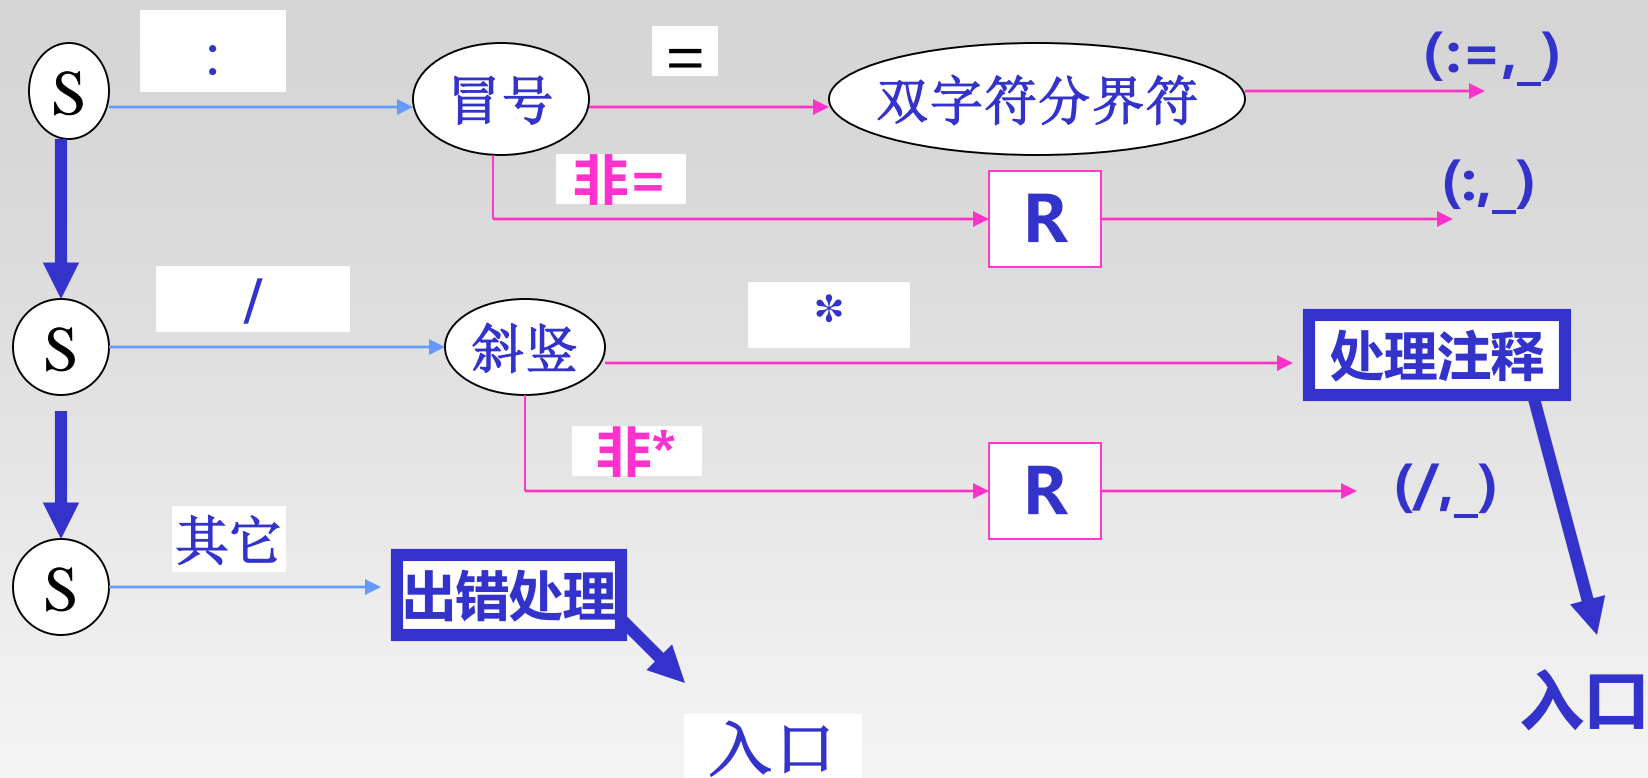 S
:
冒号
=
双字符分界符
(:=,_)
非=
R
(:,_)
S
/
斜竖
*
处理注释
非*
R
(/,_)
S
其它
出错处理
入口
入口